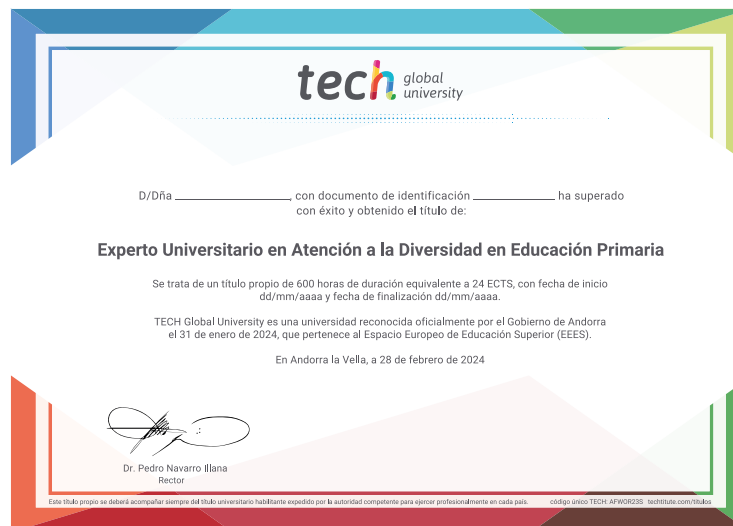 tech global
university
D/Dña ____________________, con documento de identificación ______________ ha superado
con éxito y obtenido el título de:
Experto Universitario en Atención a la Diversidad en Educación Primaria
Se trata de un título propio de 600 horas de duración equivalente a 24 ECTS, con fecha de inicio
dd/mm/aaaa y fecha de finalización dd/mm/aaaa.
TECH Global University es una universidad reconocida oficialmente por el Gobierno de Andorra
el 31 de enero de 2024, que pertenece al Espacio Europeo de Educación Superior (EEES).
En Andorra la Vella, a 28 de febrero de 2024
Dr. Pedro Navarro Illana
Rector
Este título propio se deberá acompañar siempre del título universitario habilitante expedido por la autoridad competente para ejercer profesionalmente en cada país. código único TECH: AFWOR23S techtitute.com/titulos